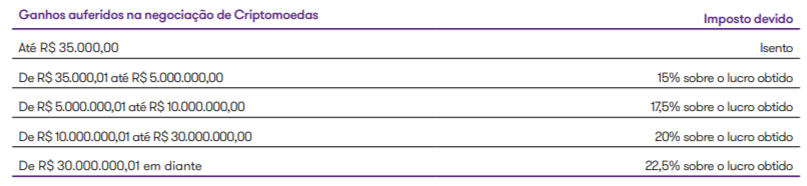 Ganhos auferidos na negociação de Criptomoedas Imposto devido
Até R$ 35.000,00 Isento
De R$ 35.000,01 até R$ 5.000.000,00 15% sobre o lucro obtido
De R$ 5.000.000,01 até R$ 10.000.000,00 17,5% sobre o lucro obtido
De R$ 10.000.000,01 até R$ 30.000.000,00 20% sobre o lucro obtido
De R$ 30.000.000,01 em diante 22,5% sobre o lucro obtido